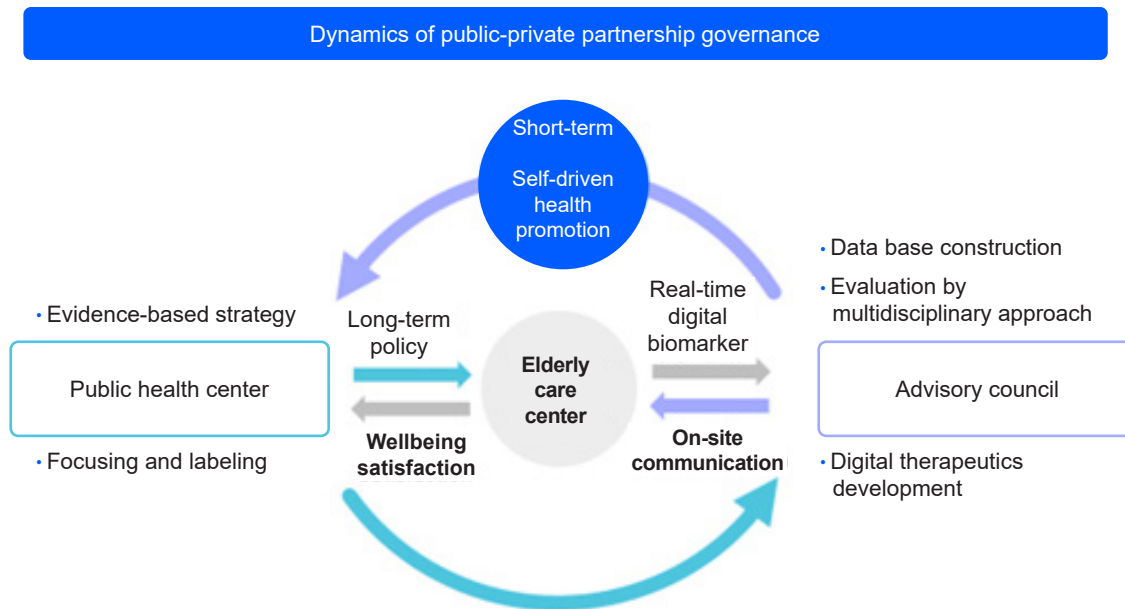 Dynamics of public-private partnership governance
Short-term
Self-driven
health
promotion
• Evidence-based strategy
Public health center
• Focusing and labeling
Long-term
policy
Wellbeing
satisfaction
Elderly
care
center
Real-time
digital
biomarker
On-site
communication
• Data base construction
• Evaluation by
multidisciplinary approach
Advisory council
• Digital therapeutics
development